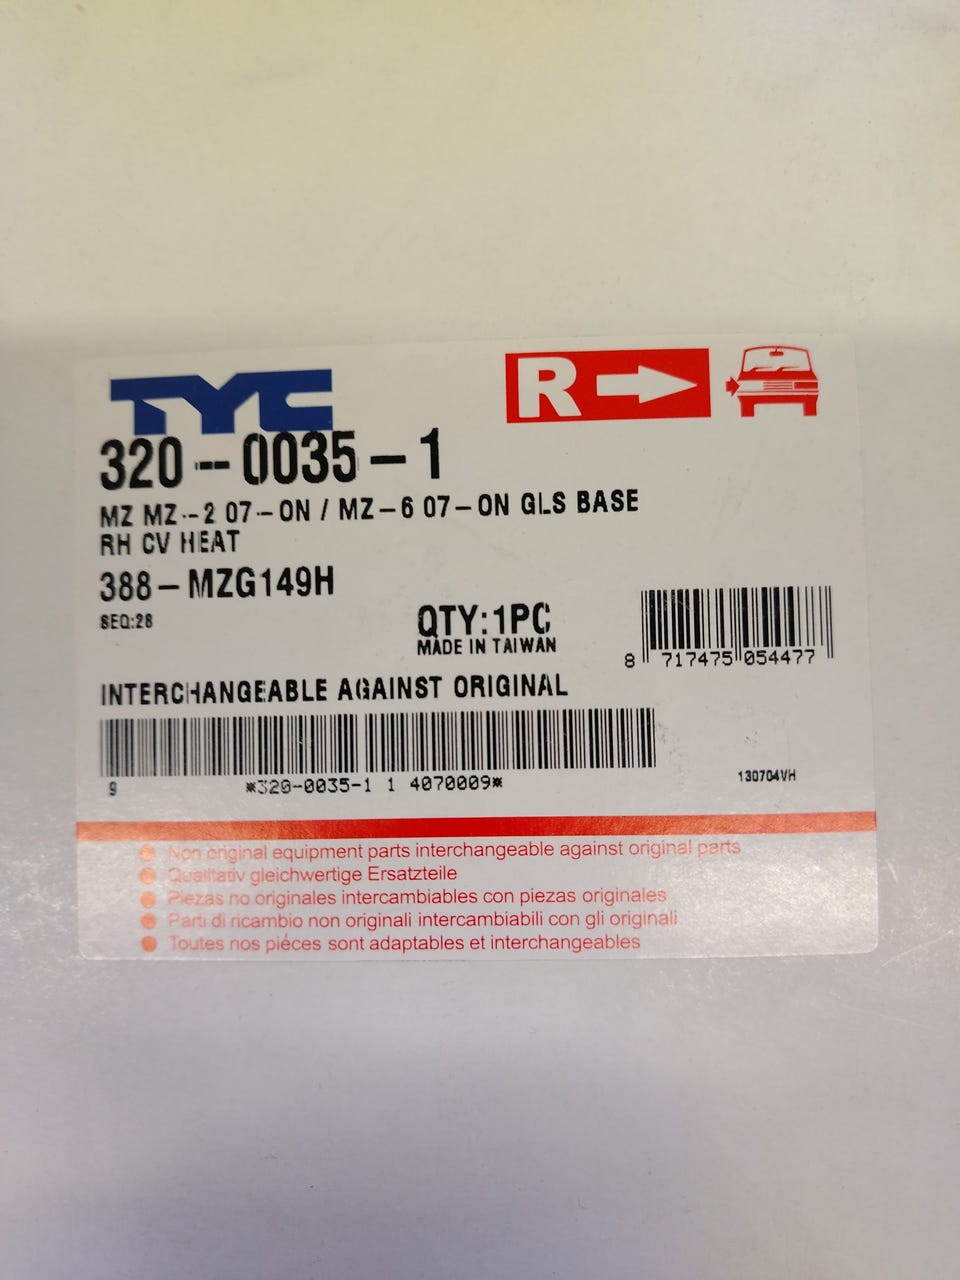 TYC
R
320-0035-1
MZ MZ-2 07-ON / MZ-6 07-ON GLS BASE
RH CV HEAT
388-MZG149H
SEQ:28
QTY:1PC
MADE IN TAIWAN
8 717475 054477
INTERCHANGEABLE AGAINST ORIGINAL
9 *320-0035-1 1 4070009*
130704VH
Non original equipment parts interchangeable against original parts
Qualitativ gleichwertige Ersatzteile
Piezas no originales intercambiables con piezas originales
Parti di ricambio non originali intercambiabili con gli originali
Toutes nos piéces sont adaptables et interchangeables